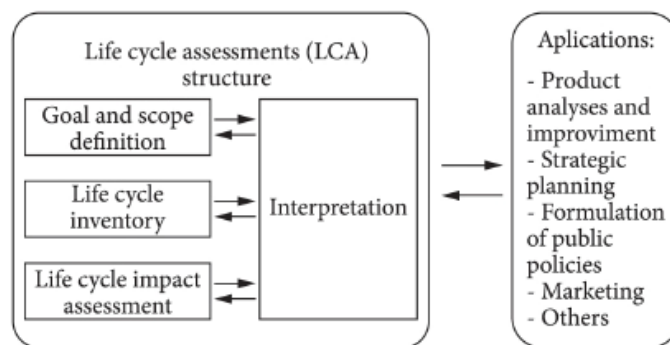 Life cycle assessments (LCA)
structure
Goal and scope
definition
Life cycle
inventory
Life cycle impact
assessment
Interpretation
Aplications:
- Product
analyses and
improviment
- Strategic
planning
- Formulation
of public
policies
- Marketing
- Others